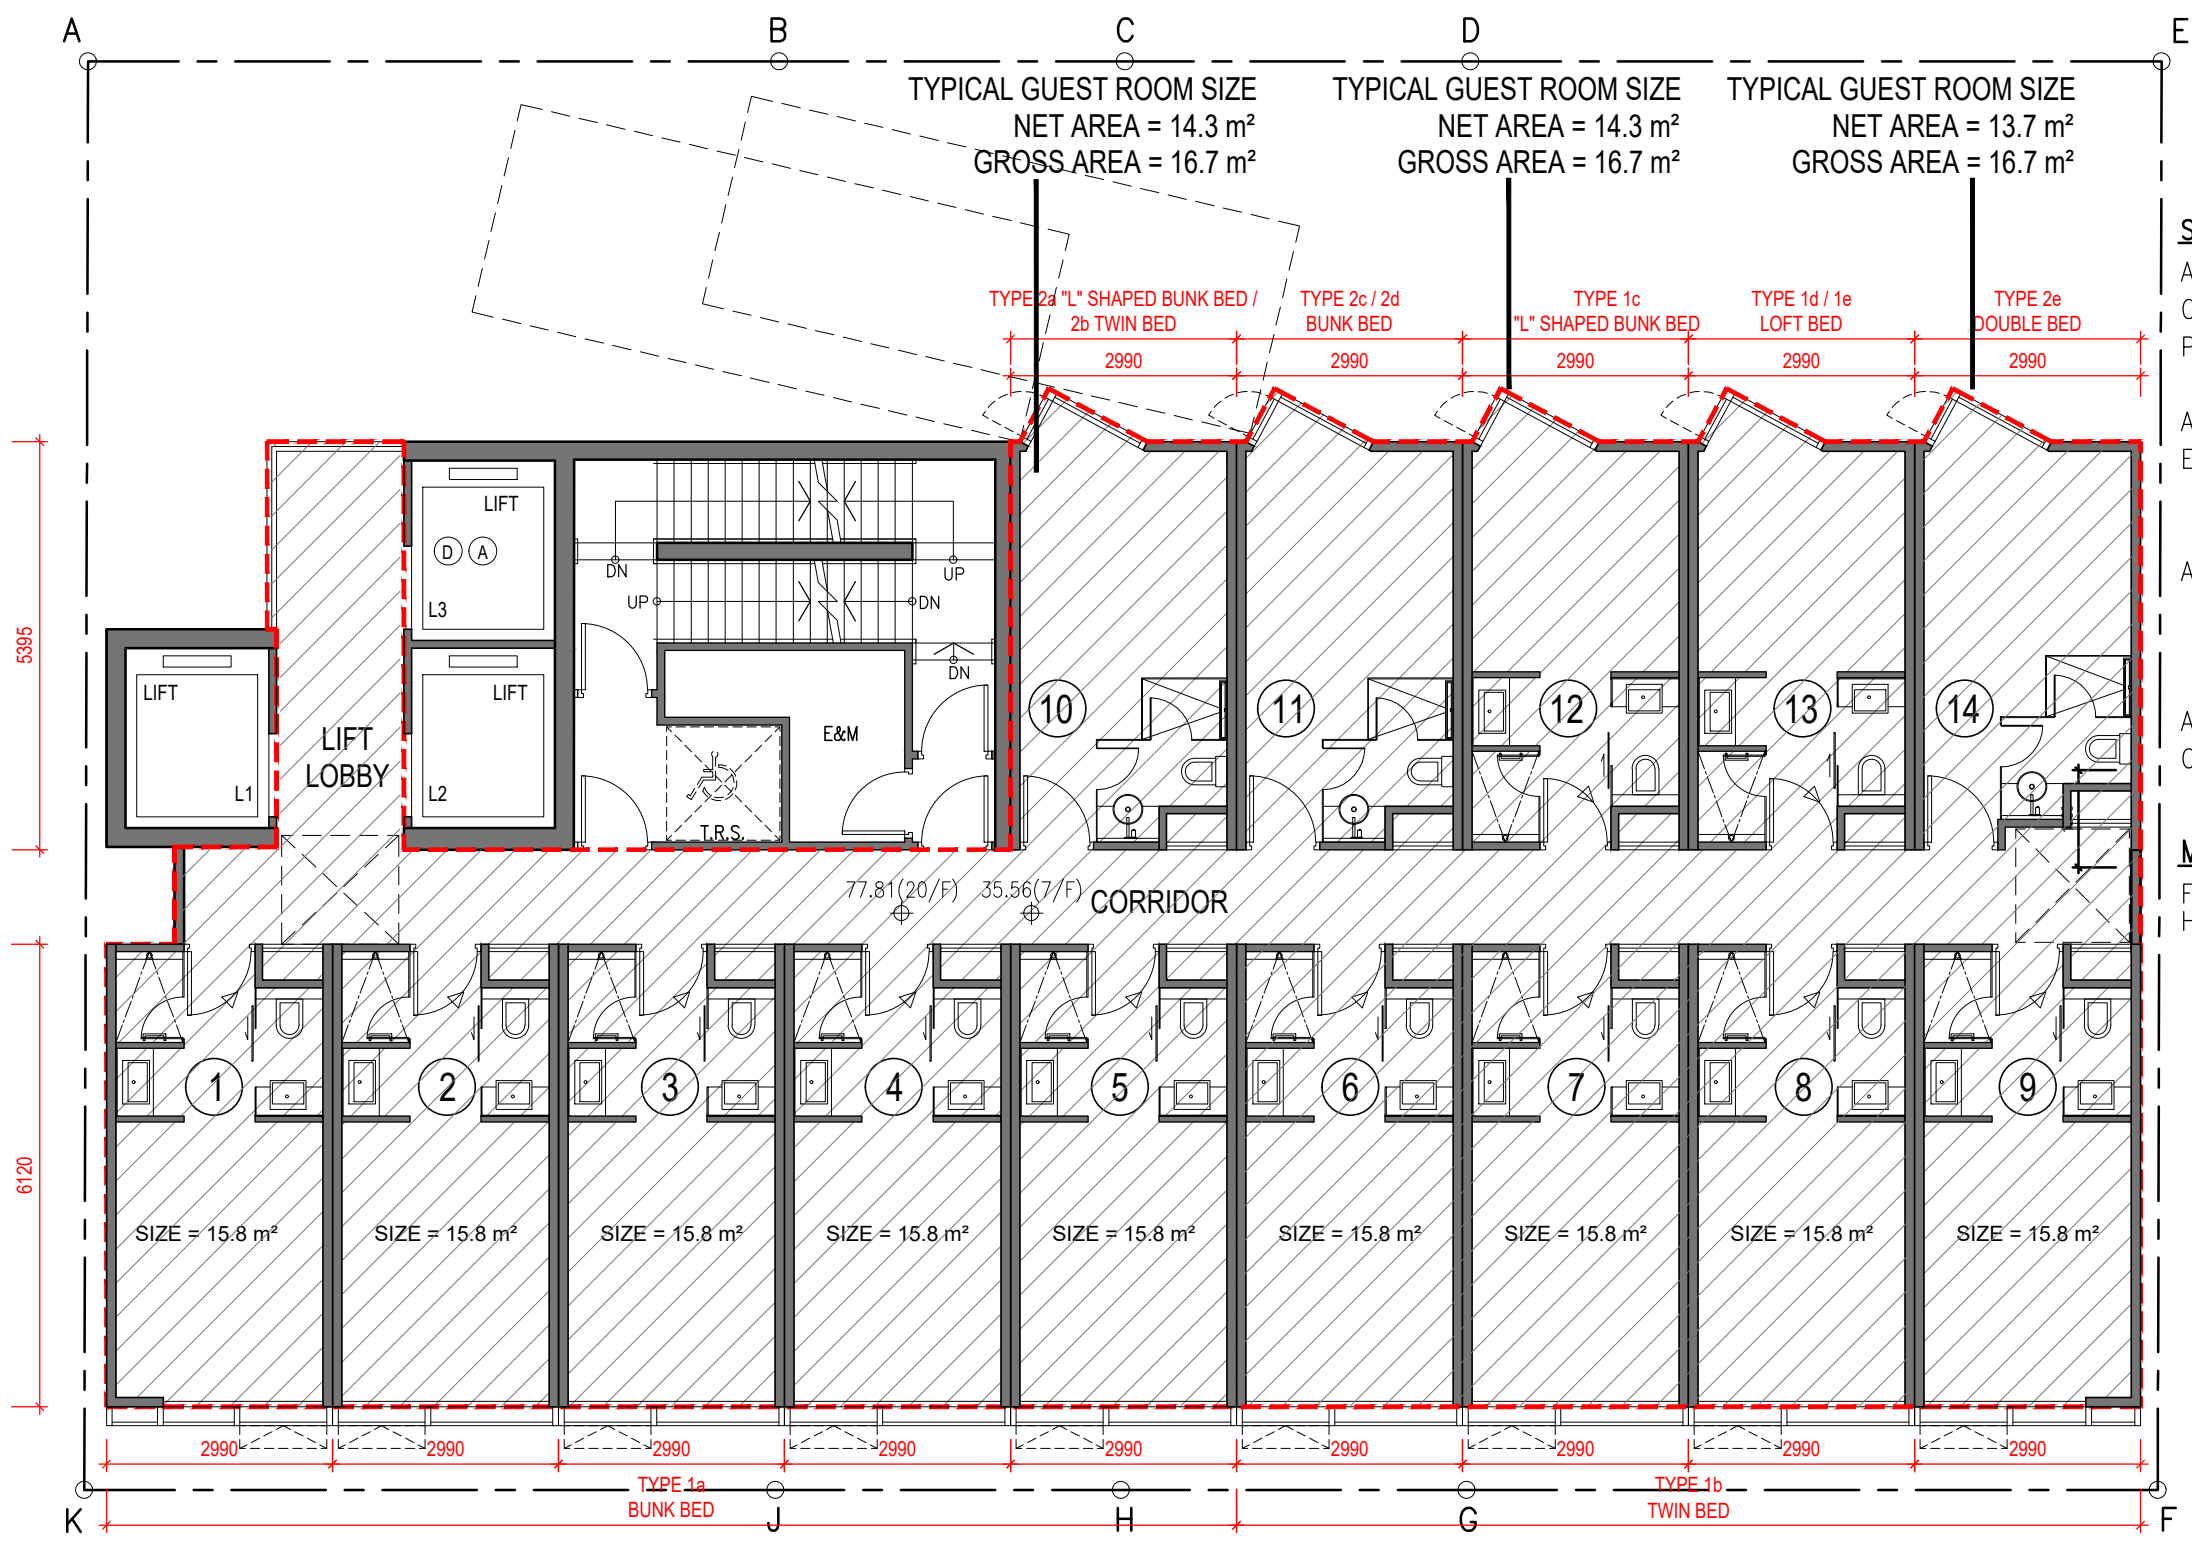 A
B
C
D
E
TYPICAL GUEST ROOM SIZE
NET AREA = 14.3 m²
GROSS AREA = 16.7 m²
TYPICAL GUEST ROOM SIZE
NET AREA = 14.3 m²
GROSS AREA = 16.7 m²
TYPICAL GUEST ROOM SIZE
NET AREA = 13.7 m²
GROSS AREA = 16.7 m²
TYPE 2a "L" SHAPED BUNK BED /
2b TWIN BED
TYPE 2c / 2d
BUNK BED
TYPE 1c
"L" SHAPED BUNK BED
TYPE 1d / 1e
LOFT BED
TYPE 2e
DOUBLE BED
2990
2990
2990
2990
2990
5395
6120
LIFT
D
A
L3
LIFT
L1
LIFT
L2
LIFT
LOBBY
DN
UP
UP
DN
DN
E&M
T.R.S.
10
11
12
13
14
77.81(20/F)
35.56(7/F)
CORRIDOR
1
2
3
4
5
6
7
8
9
SIZE = 15.8 m²
SIZE = 15.8 m²
SIZE = 15.8 m²
SIZE = 15.8 m²
SIZE = 15.8 m²
SIZE = 15.8 m²
SIZE = 15.8 m²
SIZE = 15.8 m²
SIZE = 15.8 m²
2990
2990
2990
2990
2990
2990
2990
2990
2990
TYPE 1a
BUNK BED
TYPE 1b
TWIN BED
K
J
H
G
F